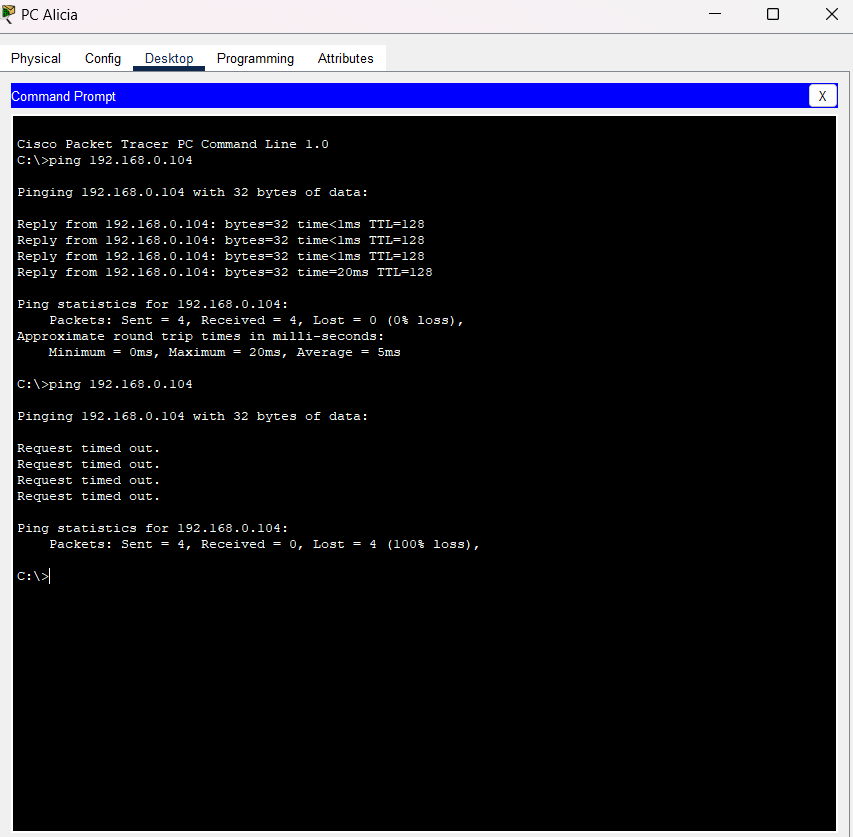 PC Alicia
Physical Config Desktop Programming Attributes
Command Prompt X
Cisco Packet Tracer PC Command Line 1.0
C:\>ping 192.168.0.104
Pinging 192.168.0.104 with 32 bytes of data:
Reply from 192.168.0.104: bytes=32 time<1ms TTL=128
Reply from 192.168.0.104: bytes=32 time<1ms TTL=128
Reply from 192.168.0.104: bytes=32 time<1ms TTL=128
Reply from 192.168.0.104: bytes=32 time=20ms TTL=128
Ping statistics for 192.168.0.104:
Packets: Sent = 4, Received = 4, Lost = 0 (0% loss),
Approximate round trip times in milli-seconds:
Minimum = 0ms, Maximum = 20ms, Average = 5ms
C:\>ping 192.168.0.104
Pinging 192.168.0.104 with 32 bytes of data:
Request timed out.
Request timed out.
Request timed out.
Request timed out.
Ping statistics for 192.168.0.104:
Packets: Sent = 4, Received = 0, Lost = 4 (100% loss),
C:\>